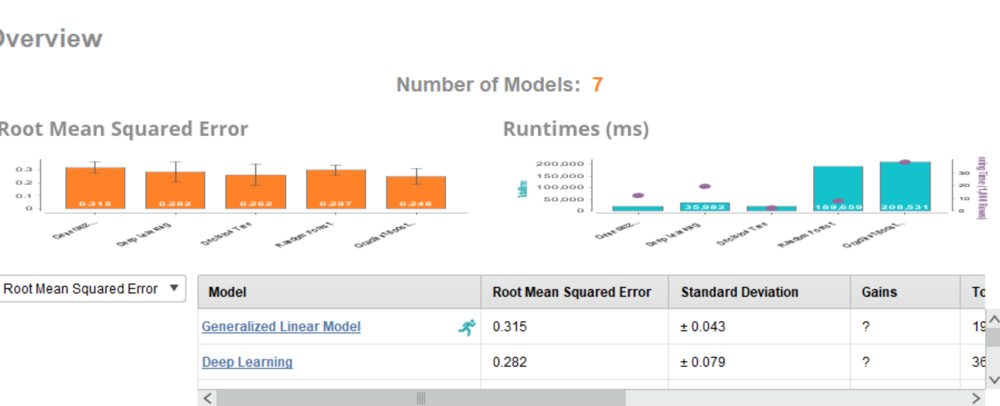 Overview
Number of Models: 7
Root Mean Squared Error
Runtimes (ms)
0.3
0.2
0.1
0
0.315
0.282
0.262
0.297
0.248
Generaliz...
Deep Learning
Decision Tree
Random Forest
Gradient Boost...
Total Time
200,000
150,000
100,000
50,000
0
35,982
189,659
208,531
30
20
10
0
oring Time (1,000 Rows)
Generaliz...
Deep Learning
Decision Tree
Random Forest
Gradient Boost...
Root Mean Squared Error
Model Root Mean Squared Error Standard Deviation Gains To
Generalized Linear Model 0.315 ± 0.043 ? 19
Deep Learning 0.282 ± 0.079 ? 36